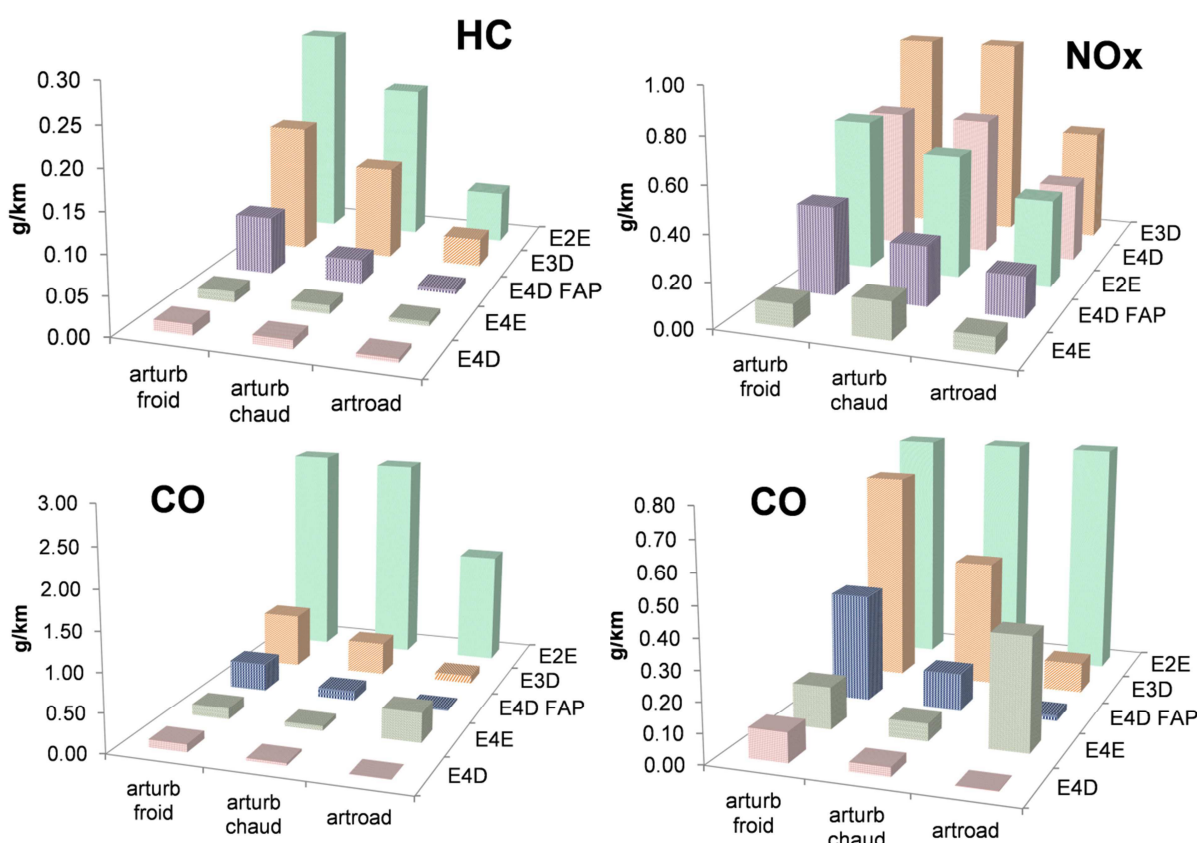 HC
0.30
0.25
0.20
0.15
0.10
0.05
0.00
g/km
arturb
froid
arturb
chaud
artroad
E2E
E3D
E4D FAP
E4E
E4D
NOx
1.00
0.80
0.60
0.40
0.20
0.00
g/km
arturb
froid
arturb
chaud
artroad
E3D
E4D
E2E
E4D FAP
E4E
CO
3.00
2.50
2.00
1.50
1.00
0.50
0.00
g/km
arturb
froid
arturb
chaud
artroad
E2E
E3D
E4D FAP
E4E
E4D
CO
0.80
0.70
0.60
0.50
0.40
0.30
0.20
0.10
0.00
g/km
arturb
froid
arturb
chaud
artroad
E2E
E3D
E4D FAP
E4E
E4D